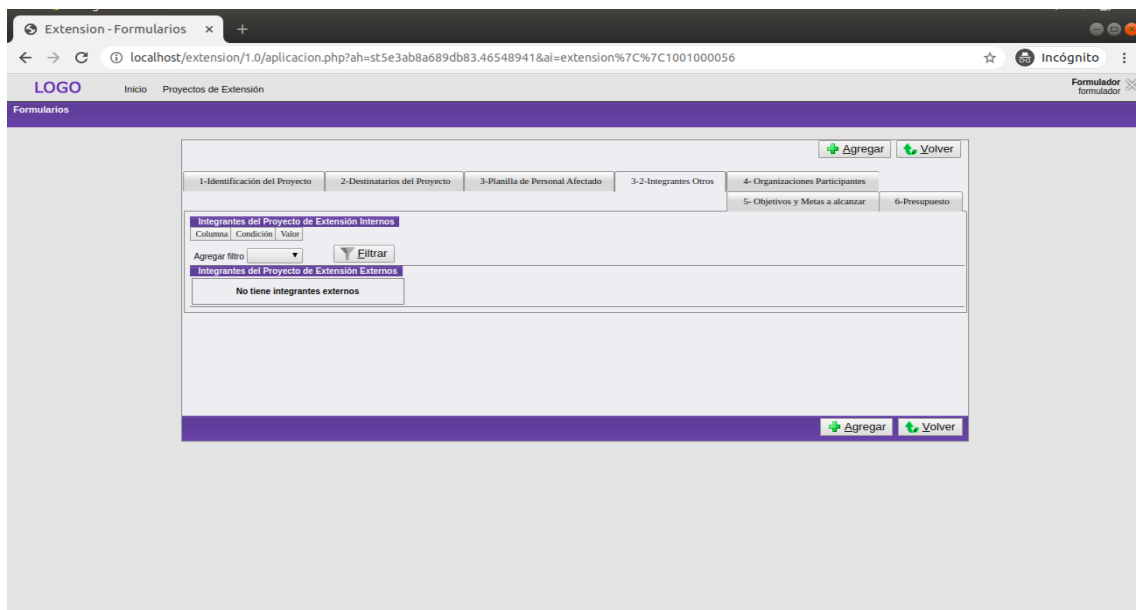 Extension - Formularios
localhost/extension/1.0/aplicacion.php?ah=st5e3ab8a689db83.46548941&ai=extension%7C%7C1001000056
Incógnito
LOGO Inicio Proyectos de Extensión
Formulador
formulador
Formularios
Agregar Volver
1-Identificación del Proyecto 2-Destinatarios del Proyecto 3-Planilla de Personal Afectado 3-2-Integrantes Otros 4- Organizaciones Participantes
5- Objetivos y Metas a alcanzar 6-Presupuesto
Integrantes del Proyecto de Extensión Internos
Columna Condición Valor
Agregar filtro Filtrar
Integrantes del Proyecto de Extensión Externos
No tiene integrantes externos
Agregar Volver